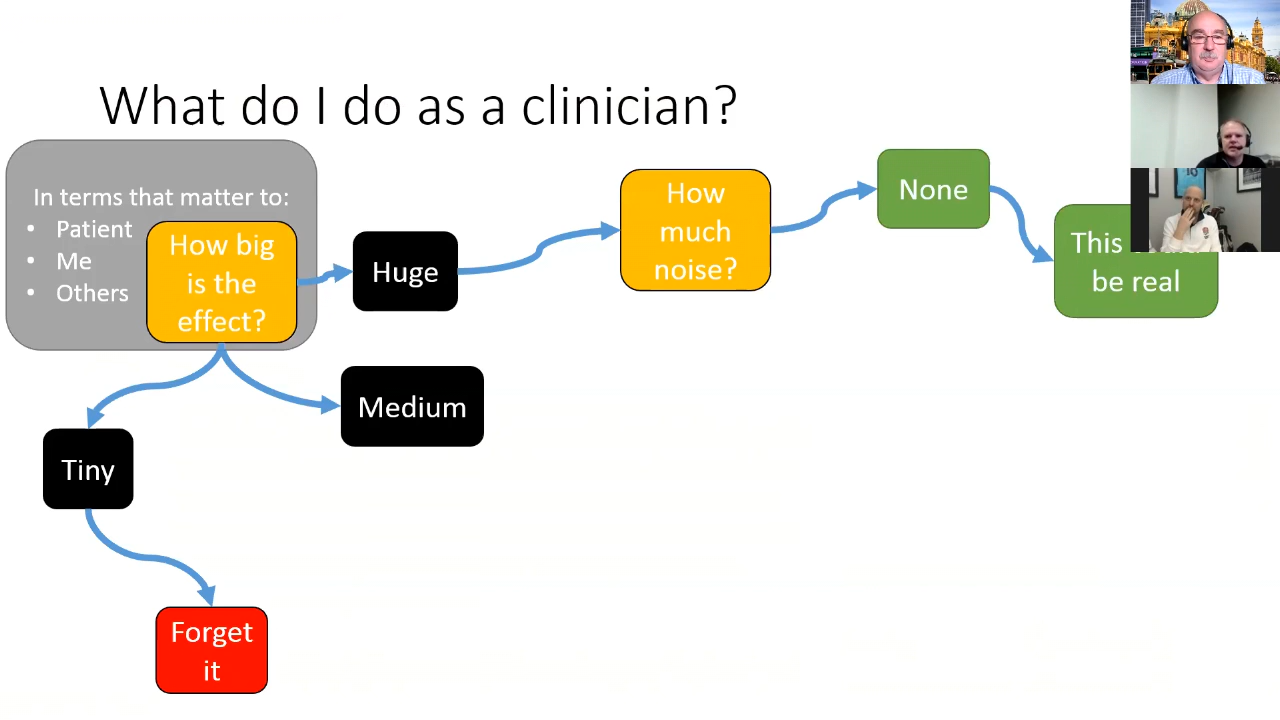 What do I do as a clinician?
In terms that matter to:
• Patient
• Me
• Others
How big
is the
effect?
Huge
How
much
noise?
None
This
be real
Medium
Tiny
Forget
it